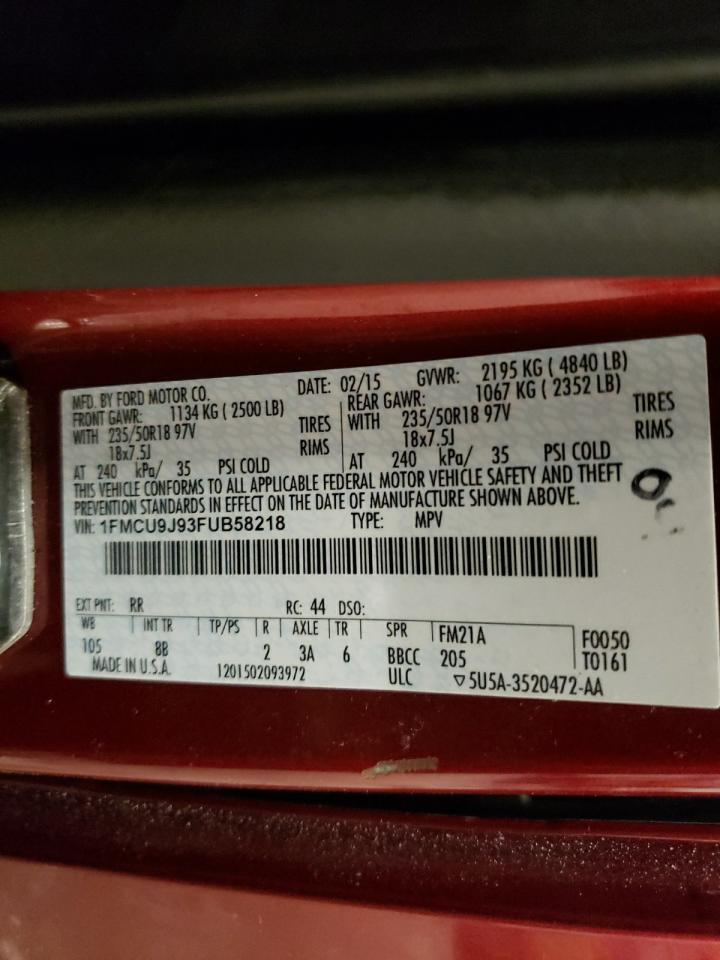 MFD. BY FORD MOTOR CO. DATE: 02/15 GVWR: 2195 KG ( 4840 LB)
FRONT GAWR: 1134 KG ( 2500 LB) REAR GAWR: 1067 KG ( 2352 LB)
WITH 235/50R18 97V TIRES WITH 235/50R18 97V TIRES
18x7.5J RIMS 18x7.5J RIMS
AT 240 kPa/ 35 PSI COLD AT 240 kPa/ 35 PSI COLD
THIS VEHICLE CONFORMS TO ALL APPLICABLE FEDERAL MOTOR VEHICLE SAFETY AND THEFT
PREVENTION STANDARDS IN EFFECT ON THE DATE OF MANUFACTURE SHOWN ABOVE.
VIN: 1FMCU9J93FUB58218 TYPE: MPV
EXT PNT: RR RC: 44 DSO:
WB INT TR TP/PS R AXLE TR SPR FM21A F0050
105 8B 2 3A 6 BBCC 205 T0161
MADE IN U.S.A. 1201502093972 ULC ▽5U5A-3520472-AA